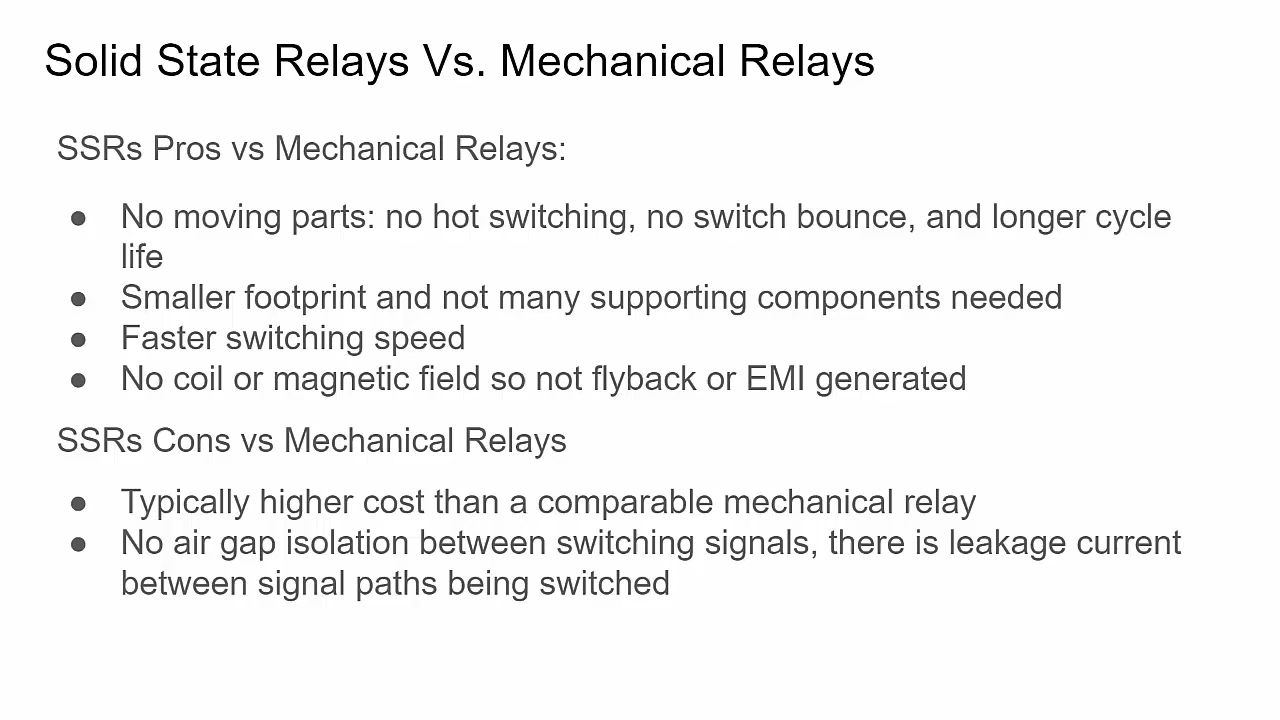 Solid State Relays Vs. Mechanical Relays
SSRs Pros vs Mechanical Relays:
● No moving parts: no hot switching, no switch bounce, and longer cycle
life
● Smaller footprint and not many supporting components needed
● Faster switching speed
● No coil or magnetic field so not flyback or EMI generated
SSRs Cons vs Mechanical Relays
● Typically higher cost than a comparable mechanical relay
● No air gap isolation between switching signals, there is leakage current
between signal paths being switched